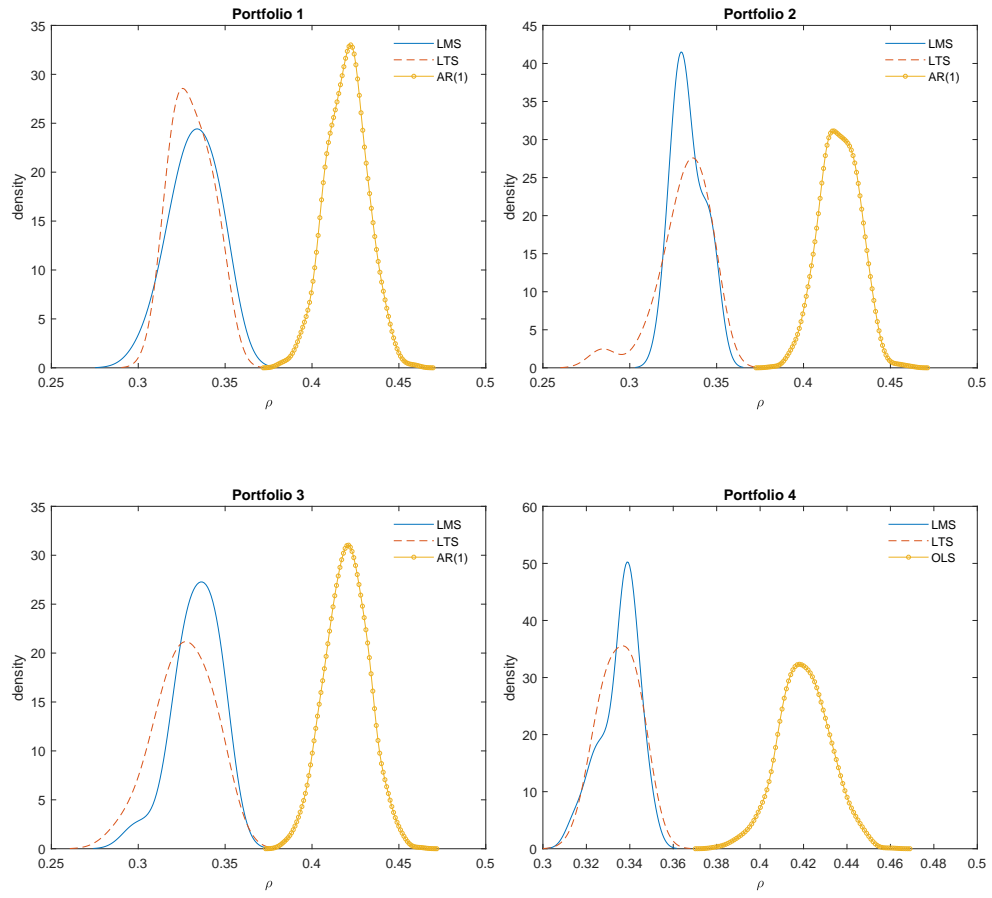 Portfolio 1
35
30
25
20
15
10
5
0
density
LMS
LTS
AR(1)
0.25 0.3 0.35 0.4 0.45 0.5
ρ
Portfolio 2
45
40
35
30
25
20
15
10
5
0
density
LMS
LTS
AR(1)
0.25 0.3 0.35 0.4 0.45 0.5
ρ
Portfolio 3
35
30
25
20
15
10
5
0
density
LMS
LTS
AR(1)
0.25 0.3 0.35 0.4 0.45 0.5
ρ
Portfolio 4
60
50
40
30
20
10
0
density
LMS
LTS
OLS
0.3 0.32 0.34 0.36 0.38 0.4 0.42 0.44 0.46 0.48 0.5
ρ